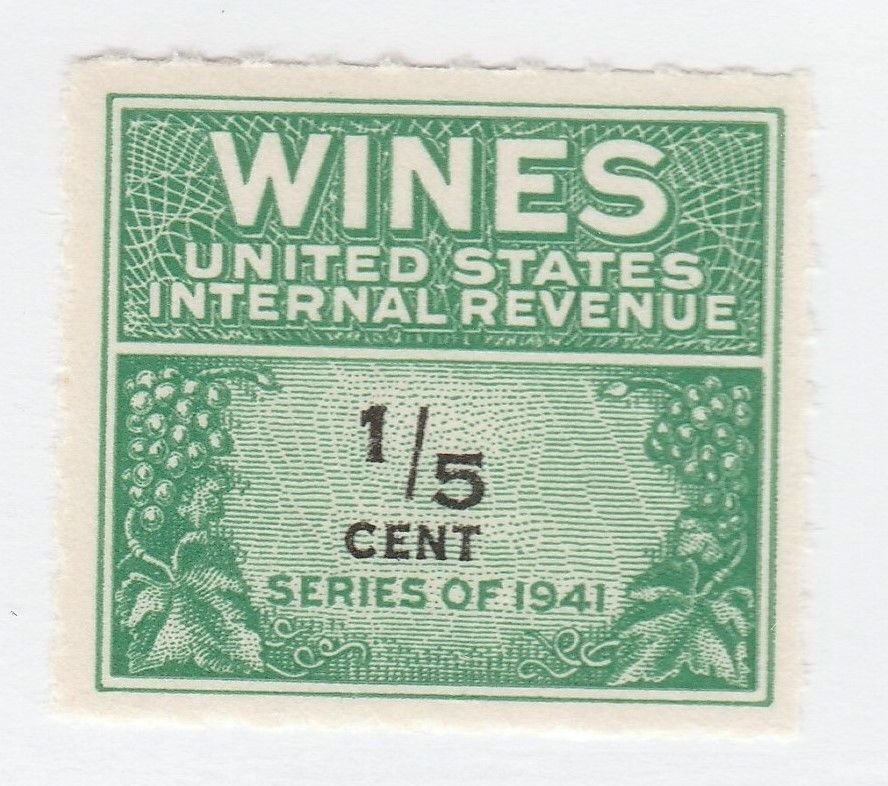 WINES
UNITED STATES
INTERNAL REVENUE
1/5
CENT
SERIES OF 1941